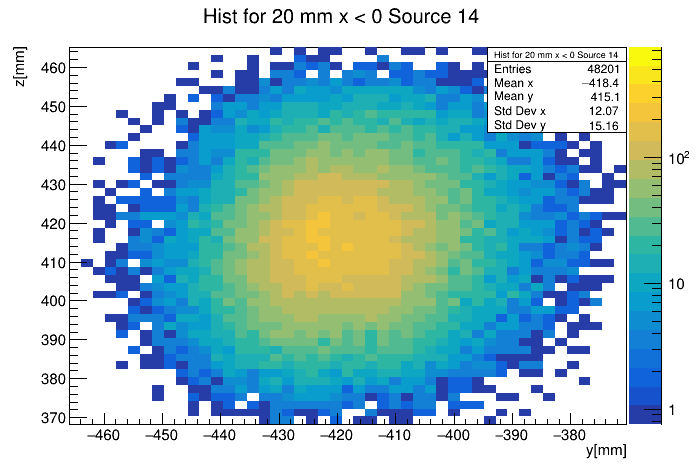 Hist for 20 mm x < 0 Source 14
z[mm]
Hist for 20 mm x < 0 Source 14
Entries 48201
Mean x −418.4
Mean y 415.1
Std Dev x 12.07
Std Dev y 15.16
460
450
440
430
420
410
400
390
380
370
−460 −450 −440 −430 −420 −410 −400 −390 −380
y[mm]
10²
10
1